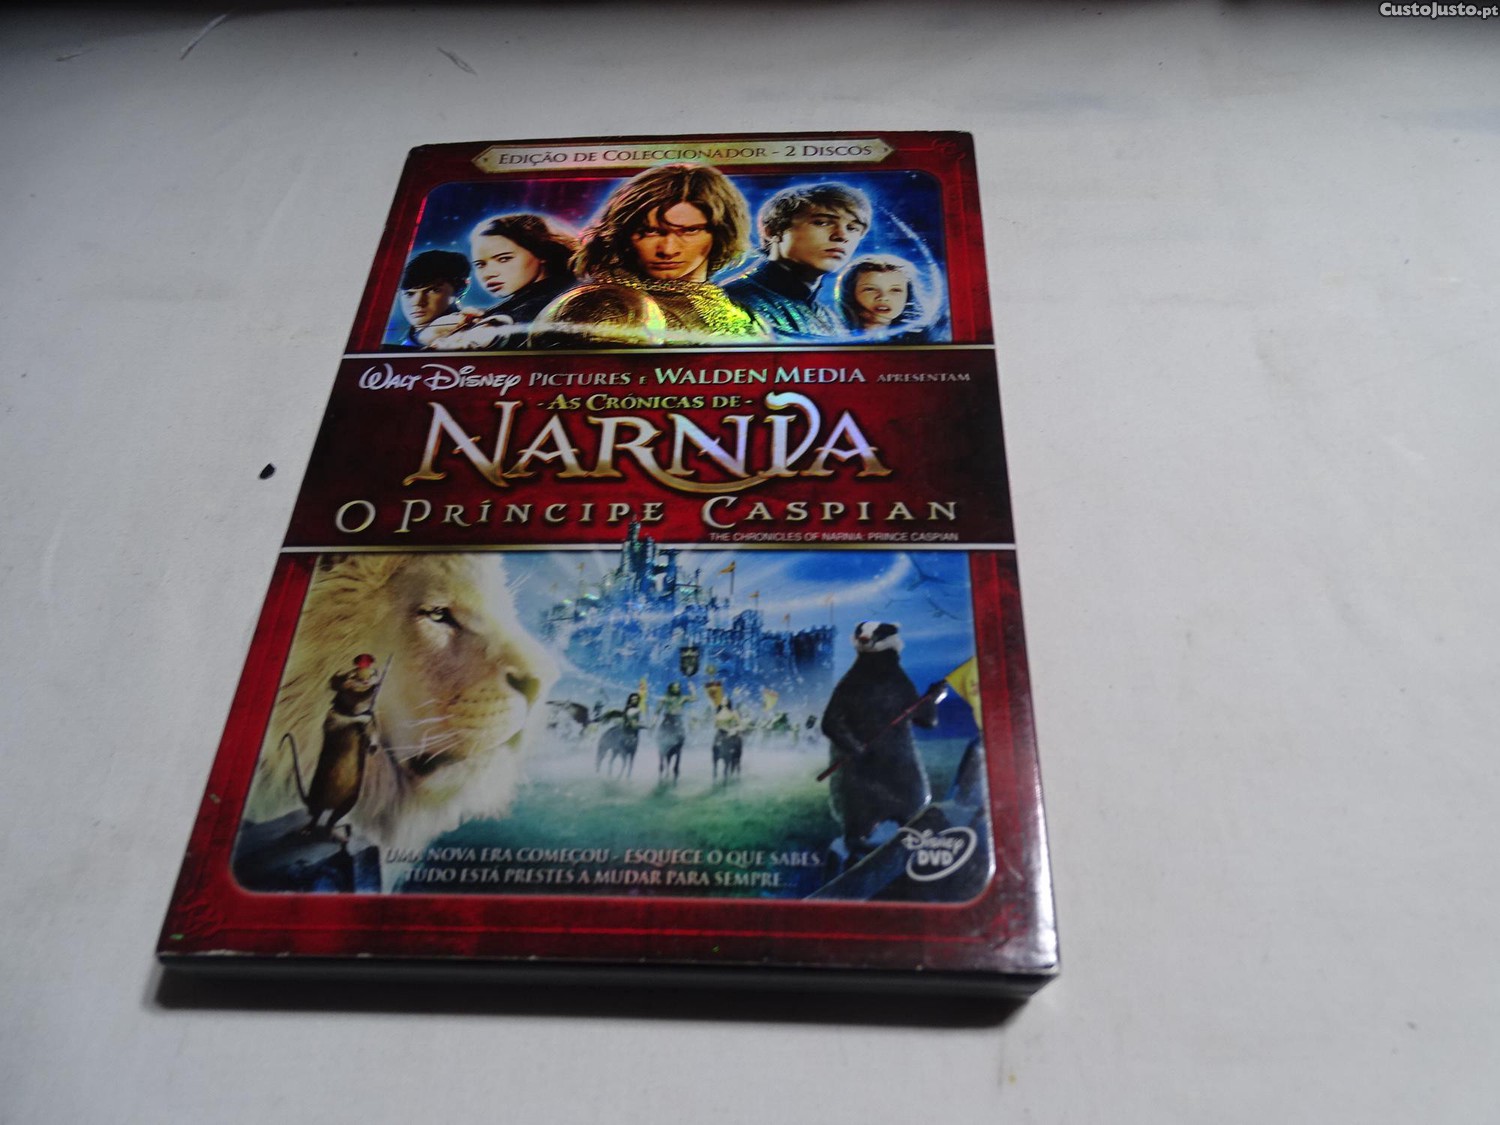 CustoJusto.pt
EDIÇÃO DE COLECCIONADOR - 2 DISCOS
WALT DISNEY PICTURES E WALDEN MEDIA APRESENTAM
- AS CRÓNICAS DE -
NARNIA
O PRÍNCIPE CASPIAN
THE CHRONICLES OF NARNIA: PRINCE CASPIAN
UMA NOVA ERA COMEÇOU - ESQUECE O QUE SABES.
TUDO ESTÁ PRESTES A MUDAR PARA SEMPRE...
Disney
DVD